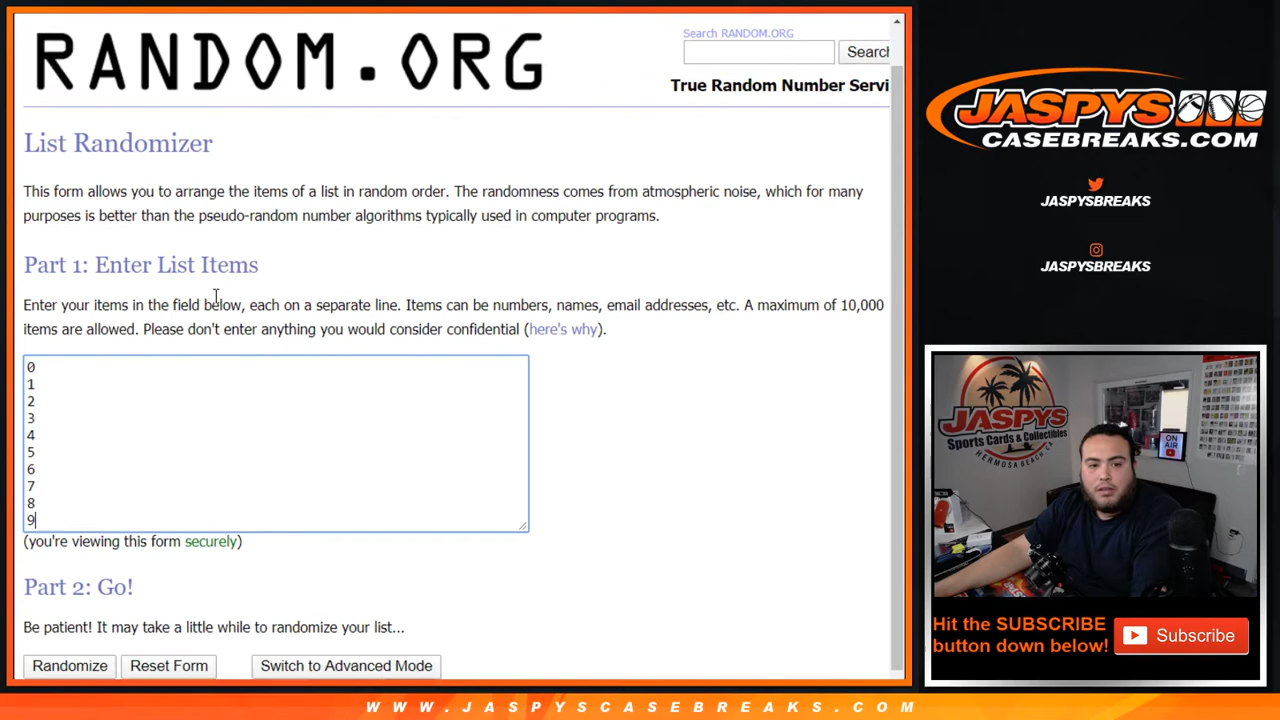 RANDOM.ORG
Search RANDOM.ORG
Search
True Random Number Servi
List Randomizer
This form allows you to arrange the items of a list in random order. The randomness comes from atmospheric noise, which for many
purposes is better than the pseudo-random number algorithms typically used in computer programs.
Part 1: Enter List Items
Enter your items in the field below, each on a separate line. Items can be numbers, names, email addresses, etc. A maximum of 10,000
items are allowed. Please don't enter anything you would consider confidential (here's why).
0
1
2
3
4
5
6
7
8
9
(you're viewing this form securely)
Part 2: Go!
Be patient! It may take a little while to randomize your list...
Randomize
Reset Form
Switch to Advanced Mode
JASPYS
CASEBREAKS.COM
JASPYSBREAKS
JASPYSBREAKS
JASPYS
Sports Cards & Collectibles
HERMOSA BEACH, CA
ON
AIR
Hit the SUBSCRIBE
button down below!
Subscribe
WWW.JASPYSCASEBREAKS.COM